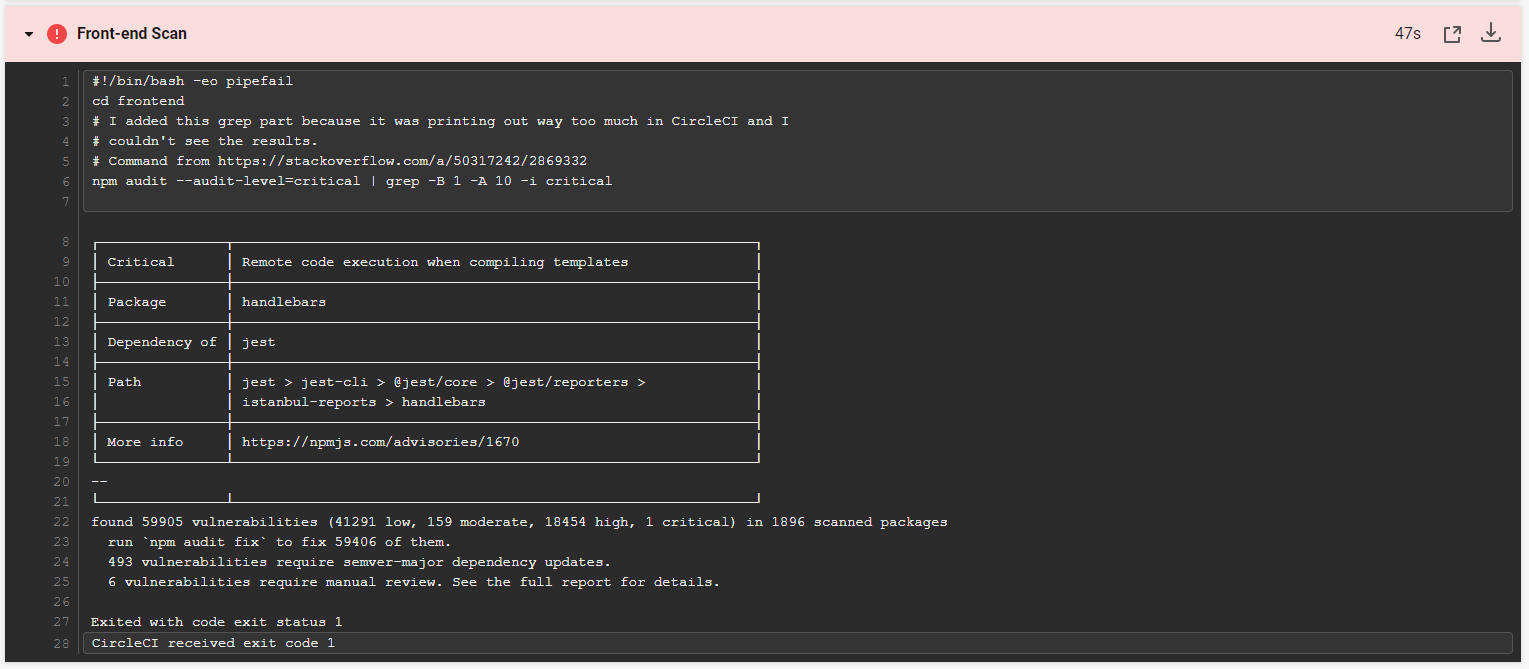 Front-end Scan
47s
1 #!/bin/bash -eo pipefail
2 cd frontend
3 # I added this grep part because it was printing out way too much in CircleCI and I
4 # couldn't see the results.
5 # Command from https://stackoverflow.com/a/50317242/2869332
6 npm audit --audit-level=critical | grep -B 1 -A 10 -i critical
7
8
9 Critical Remote code execution when compiling templates
10
11 Package handlebars
12
13 Dependency of jest
14
15 Path jest > jest-cli > @jest/core > @jest/reporters >
16 istanbul-reports > handlebars
17
18 More info https://npmjs.com/advisories/1670
19
20 --
21
22 found 59905 vulnerabilities (41291 low, 159 moderate, 18454 high, 1 critical) in 1896 scanned packages
23 run `npm audit fix` to fix 59406 of them.
24 493 vulnerabilities require semver-major dependency updates.
25 6 vulnerabilities require manual review. See the full report for details.
26
27 Exited with code exit status 1
28 CircleCI received exit code 1